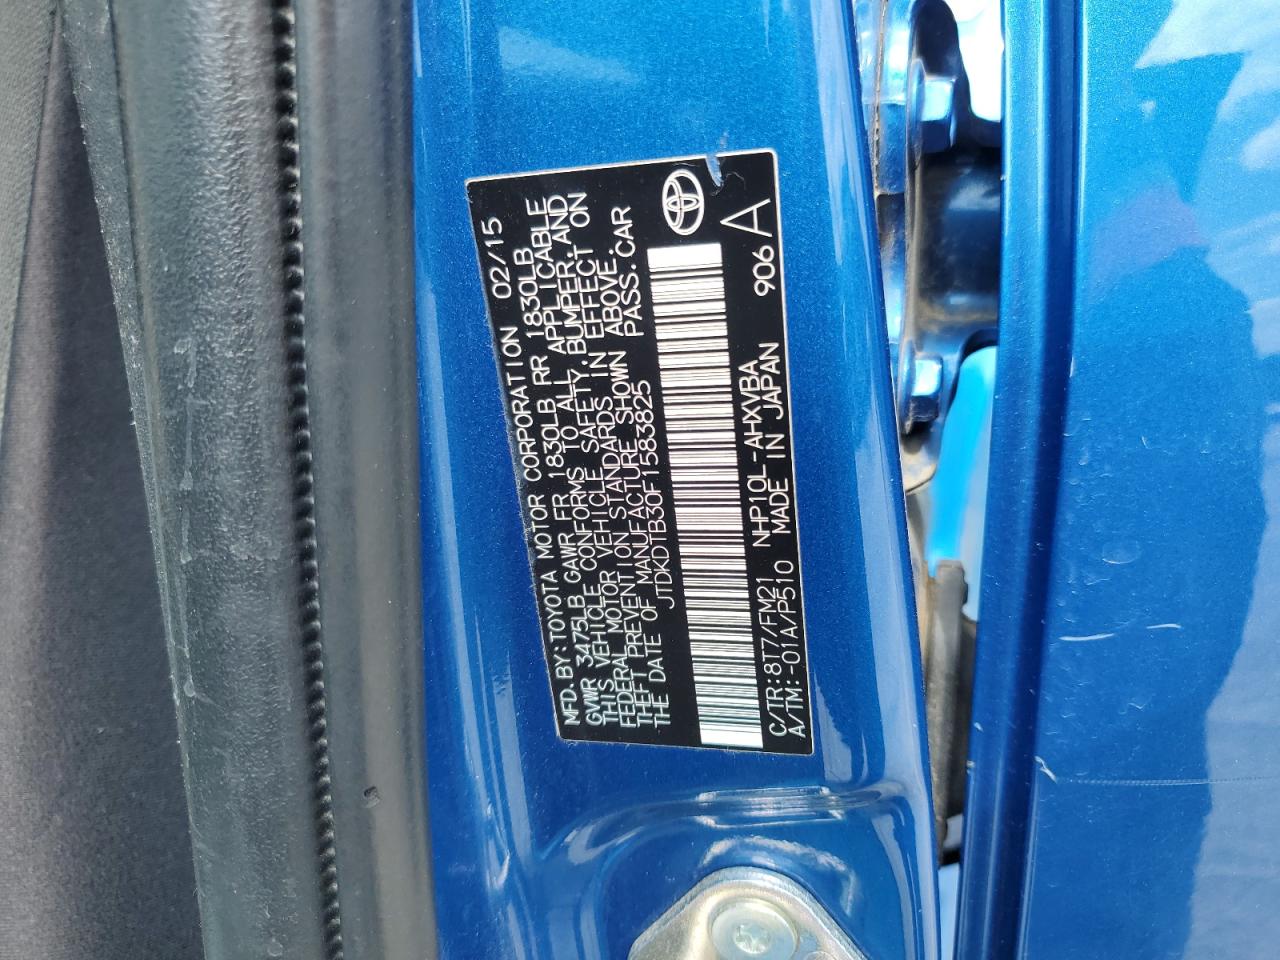 MFD. BY: TOYOTA MOTOR CORPORATION 02/15
GVWR 3475LB GAWR FR 1830LB RR 1830LB
THIS VEHICLE CONFORMS TO ALL APPLICABLE
FEDERAL MOTOR VEHICLE SAFETY, BUMPER, AND
THEFT PREVENTION STANDARDS IN EFFECT ON
THE DATE OF MANUFACTURE SHOWN ABOVE.
JTDKDTB30F1583825 PASS. CAR
C/TR: 8T7/FM21 NHP10L-AHXVBA 906 A
A/TM: -01A/P510 MADE IN JAPAN